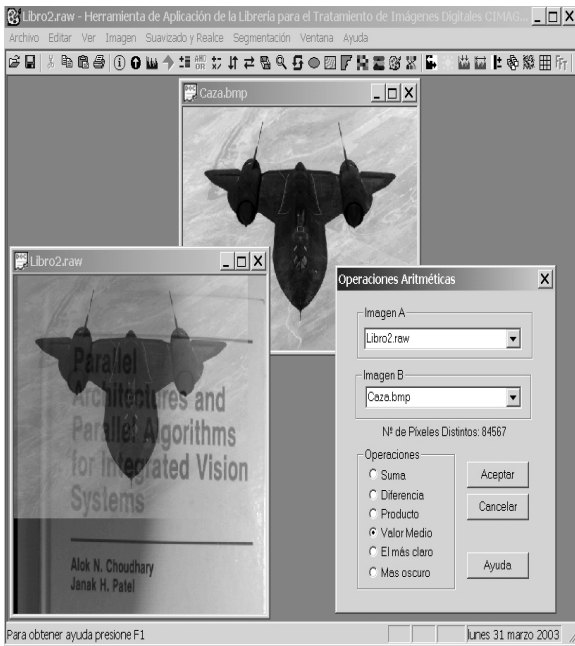 Libro2.raw - Herramienta de Aplicación de la Librería para el Tratamiento de Imágenes Digitales CIMAG...
Archivo Editar Ver Imagen Suavizado y Realce Segmentación Ventana Ayuda
AND
OR
FFT
Caza.bmp
Libro2.raw
Parallel
Architectures and
Parallel Algorithms
for Integrated Vision
Systems
Alok N. Choudhary
Janak H. Patel
Operaciones Aritméticas
Imagen A
Libro2.raw
Imagen B
Caza.bmp
Nª de Píxeles Distintos: 84567
Operaciones
Suma
Diferencia
Producto
Valor Medio
El más claro
Mas oscuro
Aceptar
Cancelar
Ayuda
Para obtener ayuda presione F1
lunes 31 marzo 2003